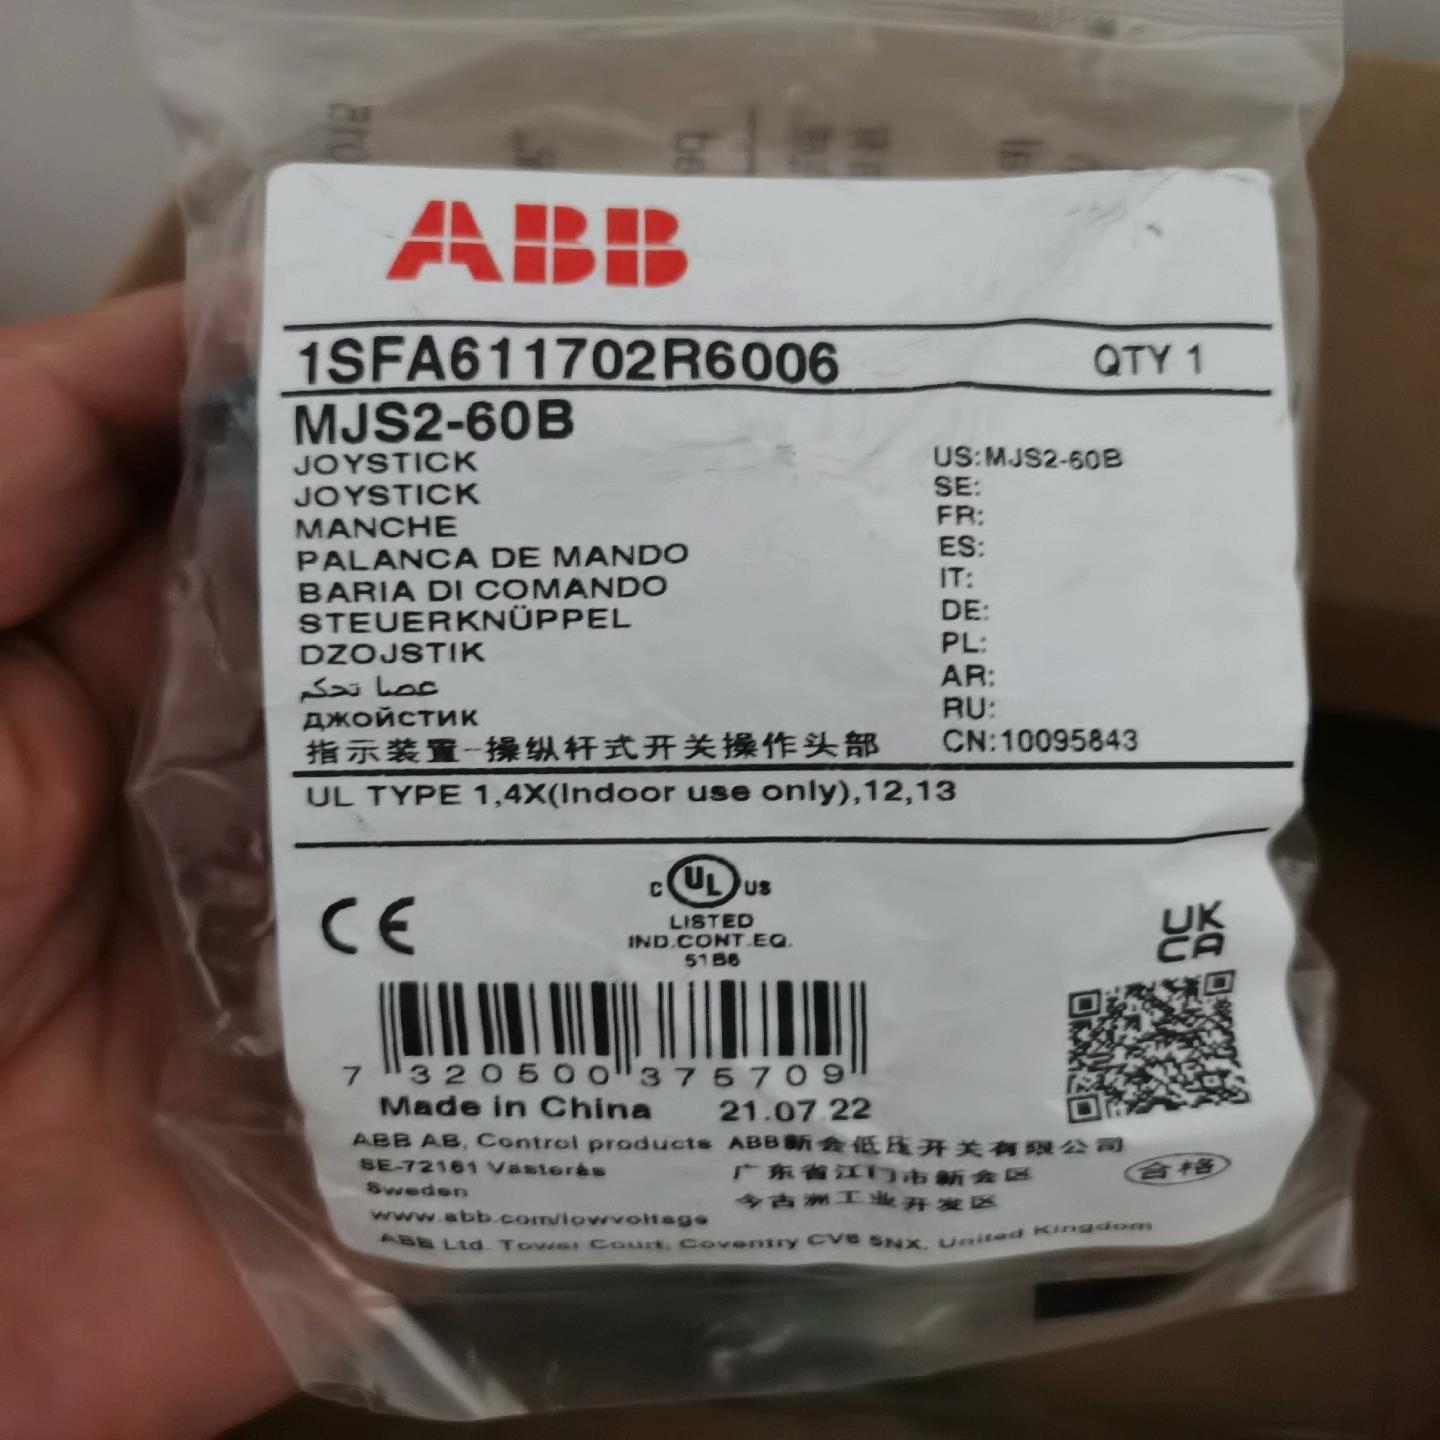 ABB
1SFA611702R6006 QTY 1
MJS2-60B
JOYSTICK US:MJS2-60B
JOYSTICK SE:
MANCHE FR:
PALANCA DE MANDO ES:
BARIA DI COMANDO IT:
STEUERKNÜPPEL DE:
DZOJSTIK PL:
عصا تحكم AR:
ДЖОЙСТИК RU:
指示装置-操纵杆式开关操作头部 CN:10095843
UL TYPE 1,4X(Indoor use only),12,13
CE
C UL US
LISTED
IND.CONT.EQ.
51B6
UK
CA
7 320500 375709
Made in China 21.07.22
ABB AB, Control products ABB新会低压开关有限公司
SE-72161 Västerås 广东省江门市新会区 合格
Sweden 今古洲工业开发区
www.abb.com/lowvoltage
ABB Ltd. Tower Court, Coventry CV6 5NX, United Kingdom